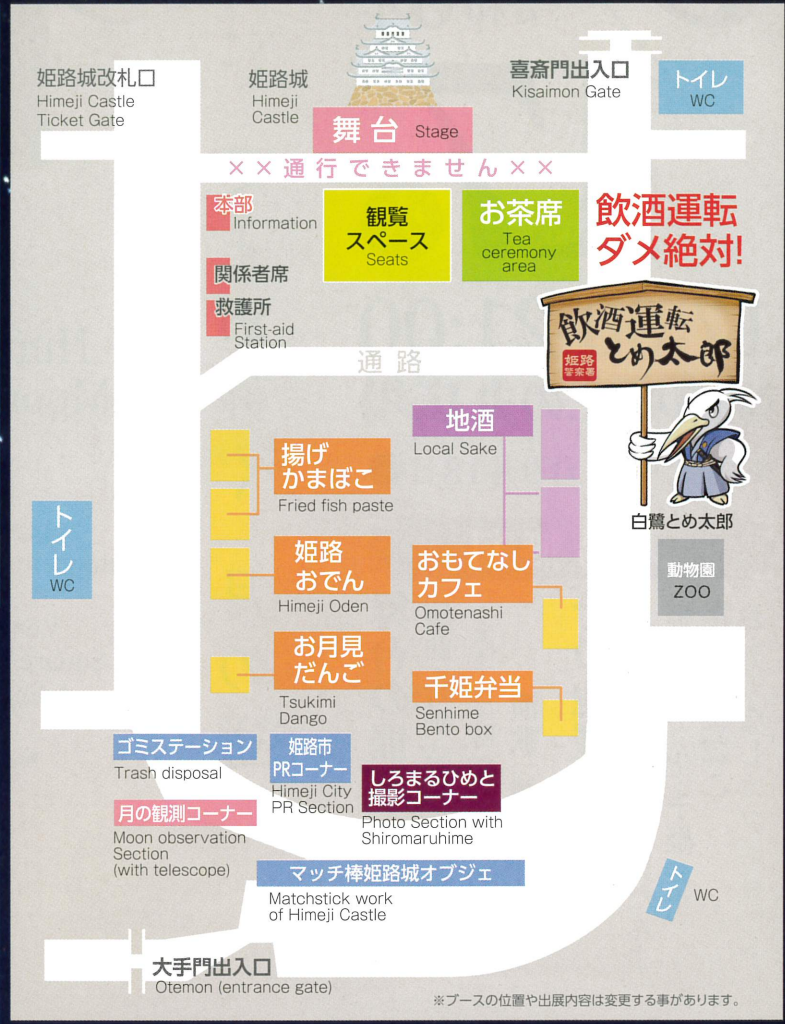 姫路城改札口
Himeji Castle
Ticket Gate
姫路城
Himeji
Castle
喜斎門出入口
Kisaimon Gate
トイレ
WC
舞台 Stage
××通行できません××
本部
Information
観覧
スペース
Seats
お茶席
Tea
ceremony
area
飲酒運転
ダメ絶対!
関係者席
救護所
First-aid
Station
通路
飲酒運転
とめ太郎
姫路
警察署
白鷺とめ太郎
地酒
Local Sake
揚げ
かまぼこ
Fried fish paste
姫路
おでん
Himeji Oden
おもてなし
カフェ
Omotenashi
Cafe
トイレ
WC
動物園
ZOO
お月見
だんご
Tsukimi
Dango
千姫弁当
Senhime
Bento box
ゴミステーション
Trash disposal
姫路市
PRコーナー
Himeji City
PR Section
しろまるひめと
撮影コーナー
Photo Section with
Shiromaruhime
月の観測コーナー
Moon observation
Section
(with telescope)
マッチ棒姫路城オブジェ
Matchstick work
of Himeji Castle
トイレ
WC
大手門出入口
Otemon (entrance gate)
※ブースの位置や出展内容は変更する事があります。